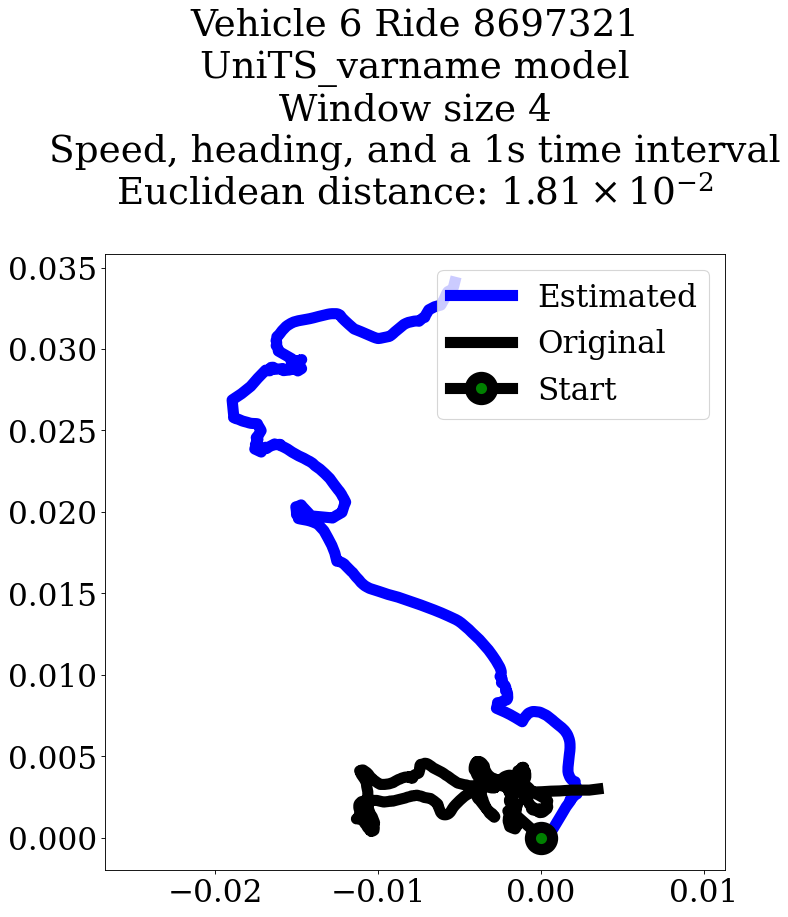 Vehicle 6 Ride 8697321
UniTS_varname model
Window size 4
Speed, heading, and a 1s time interval
Euclidean distance: 1.81 × 10⁻²
Estimated
Original
Start
0.035
0.030
0.025
0.020
0.015
0.010
0.005
0.000
−0.02 −0.01 0.00 0.01